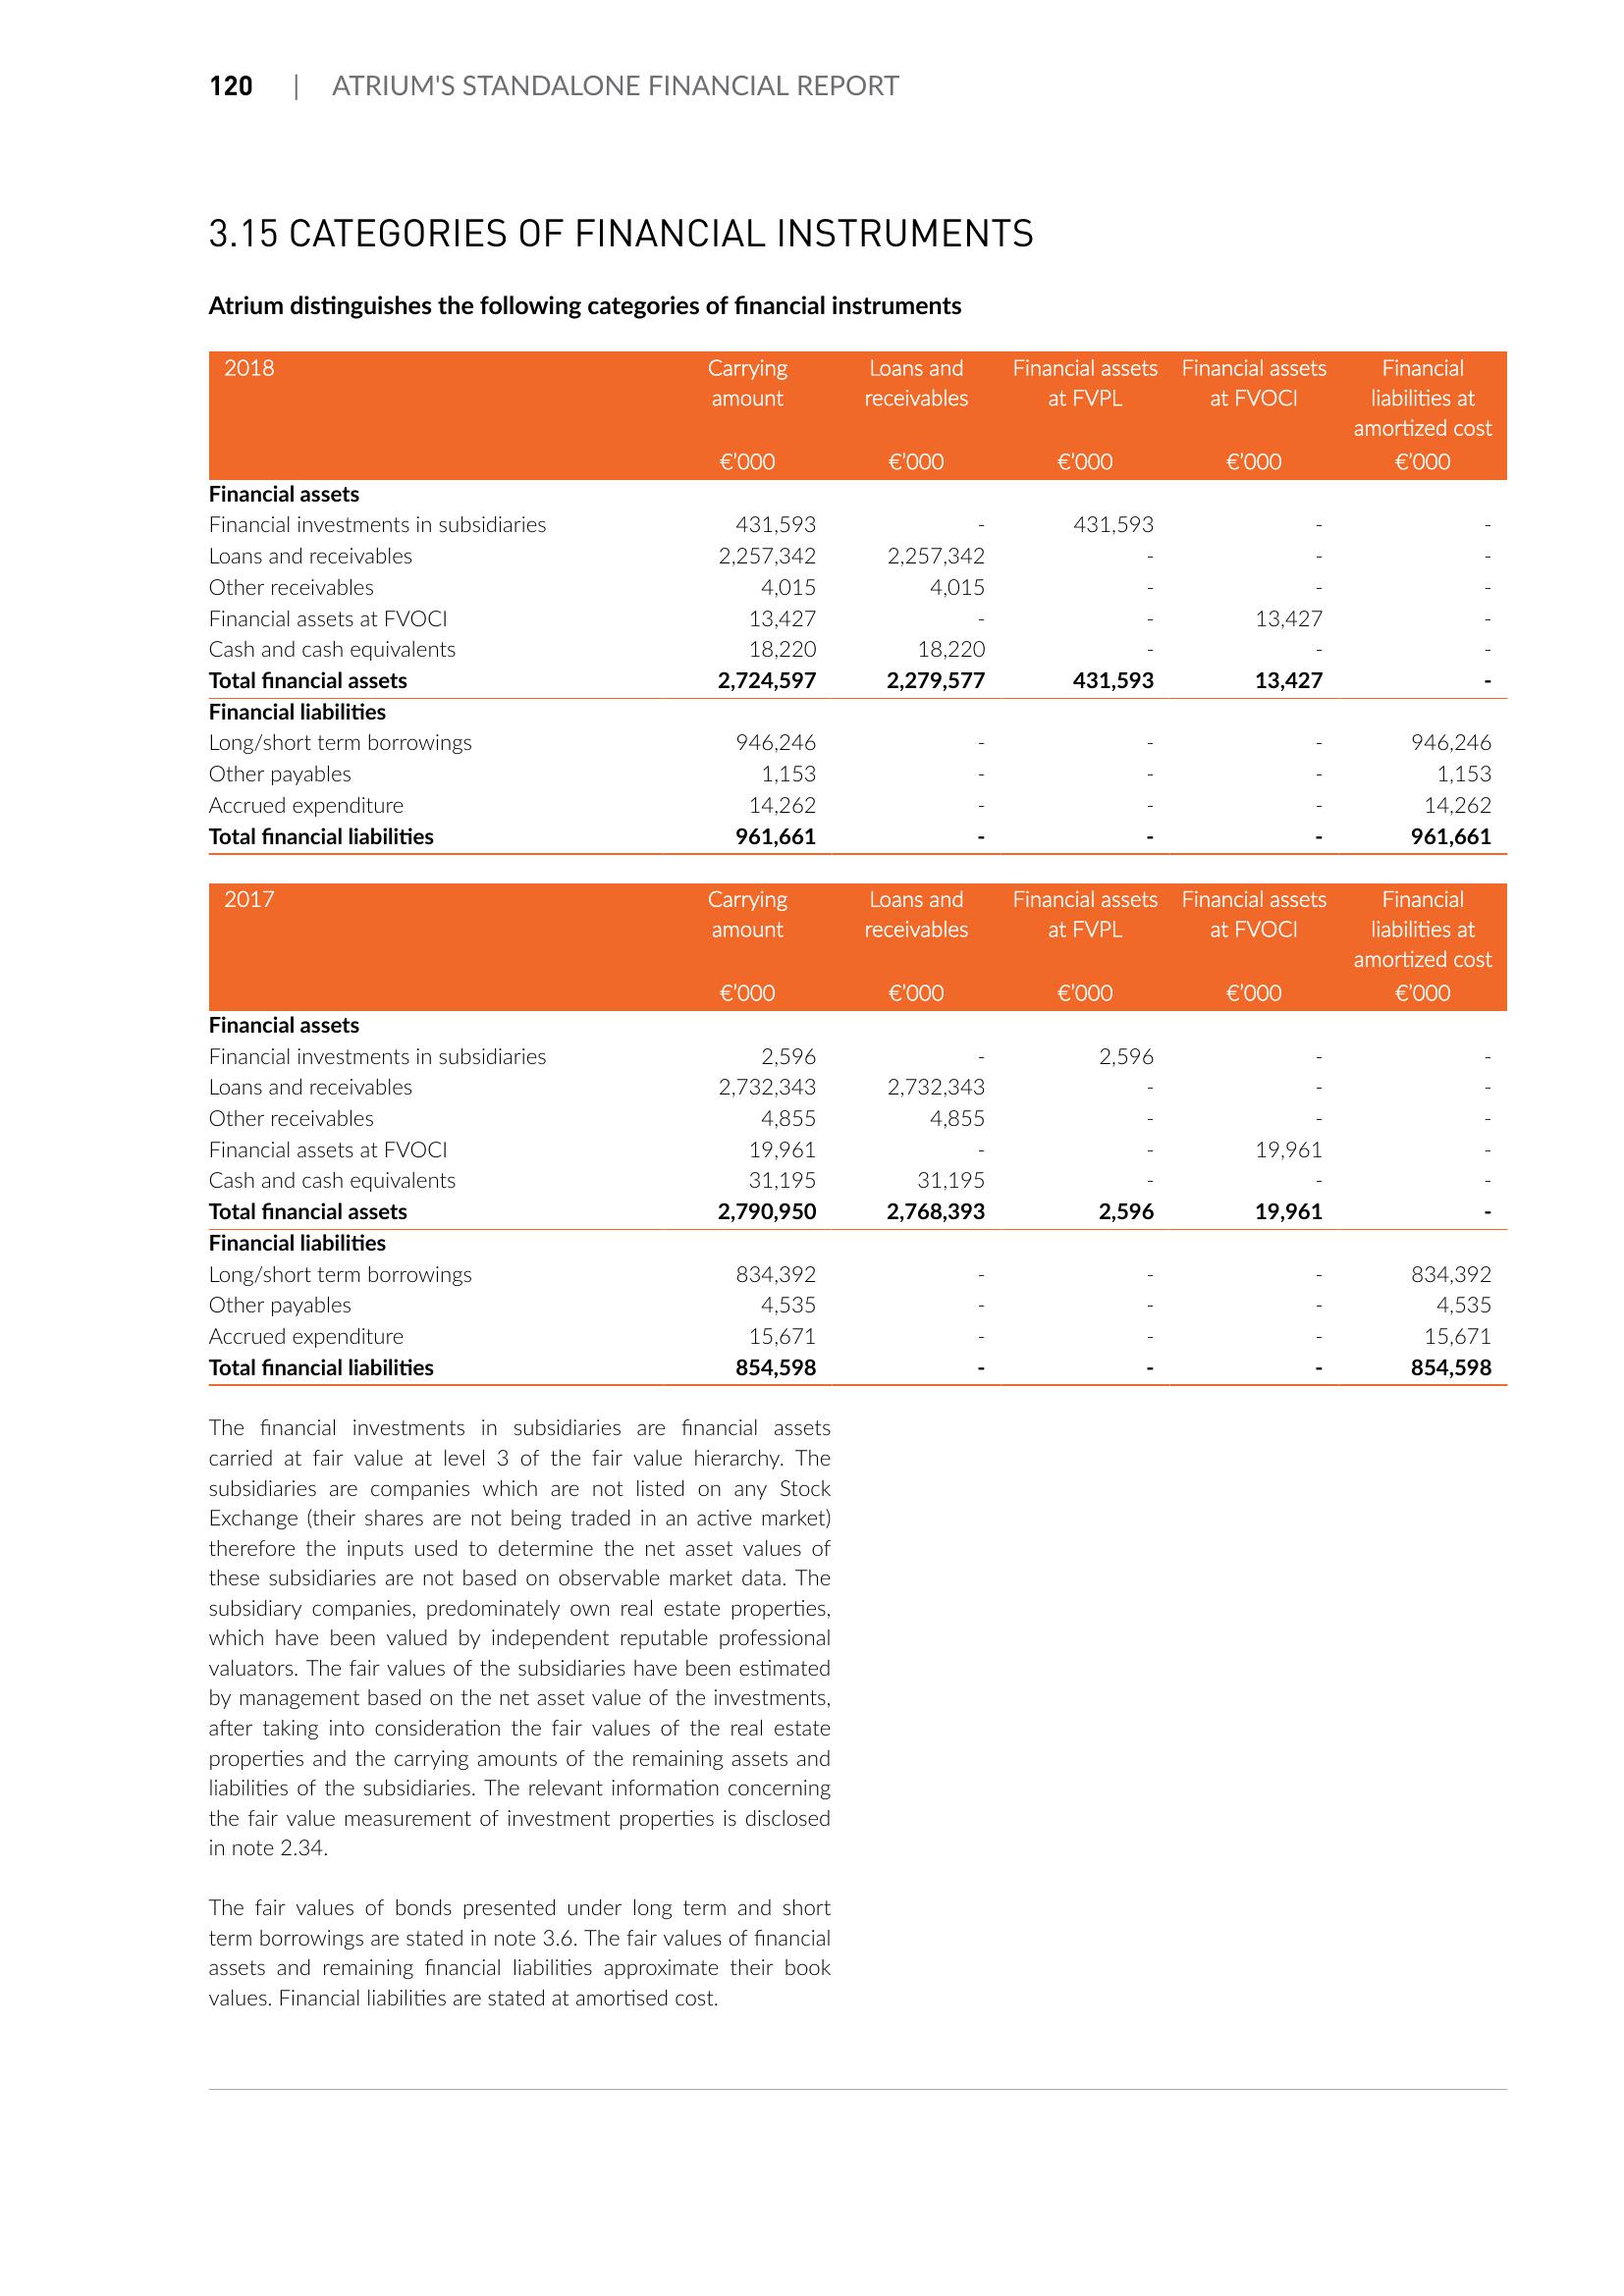 120 | ATRIUM'S STANDALONE FINANCIAL REPORT
3.15 CATEGORIES OF FINANCIAL INSTRUMENTS
Atrium distinguishes the following categories of financial instruments
2018 Carrying Loans and Financial assets Financial assets Financial
amount receivables at FVPL at FVOCI liabilities at
amortized cost
€'000 €'000 €'000 €'000 €'000
Financial assets
Financial investments in subsidiaries 431,593 - 431,593 - -
Loans and receivables 2,257,342 2,257,342 - - -
Other receivables 4,015 4,015 - - -
Financial assets at FVOCI 13,427 - - 13,427 -
Cash and cash equivalents 18,220 18,220 - - -
Total financial assets 2,724,597 2,279,577 431,593 13,427 -
Financial liabilities
Long/short term borrowings 946,246 - - - 946,246
Other payables 1,153 - - - 1,153
Accrued expenditure 14,262 - - - 14,262
Total financial liabilities 961,661 - - - 961,661
2017 Carrying Loans and Financial assets Financial assets Financial
amount receivables at FVPL at FVOCI liabilities at
amortized cost
€'000 €'000 €'000 €'000 €'000
Financial assets
Financial investments in subsidiaries 2,596 - 2,596 - -
Loans and receivables 2,732,343 2,732,343 - - -
Other receivables 4,855 4,855 - - -
Financial assets at FVOCI 19,961 - - 19,961 -
Cash and cash equivalents 31,195 31,195 - - -
Total financial assets 2,790,950 2,768,393 2,596 19,961 -
Financial liabilities
Long/short term borrowings 834,392 - - - 834,392
Other payables 4,535 - - - 4,535
Accrued expenditure 15,671 - - - 15,671
Total financial liabilities 854,598 - - - 854,598
The financial investments in subsidiaries are financial assets
carried at fair value at level 3 of the fair value hierarchy. The
subsidiaries are companies which are not listed on any Stock
Exchange (their shares are not being traded in an active market)
therefore the inputs used to determine the net asset values of
these subsidiaries are not based on observable market data. The
subsidiary companies, predominately own real estate properties,
which have been valued by independent reputable professional
valuators. The fair values of the subsidiaries have been estimated
by management based on the net asset value of the investments,
after taking into consideration the fair values of the real estate
properties and the carrying amounts of the remaining assets and
liabilities of the subsidiaries. The relevant information concerning
the fair value measurement of investment properties is disclosed
in note 2.34.
The fair values of bonds presented under long term and short
term borrowings are stated in note 3.6. The fair values of financial
assets and remaining financial liabilities approximate their book
values. Financial liabilities are stated at amortised cost.